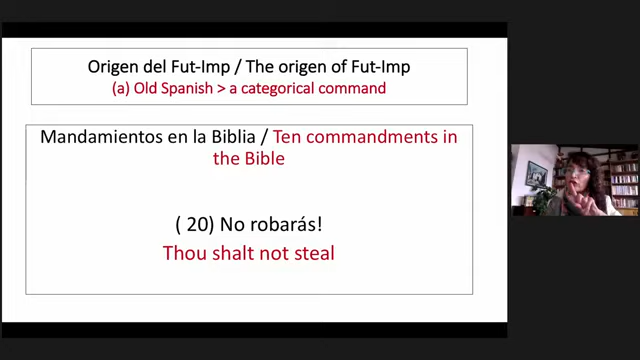 Origen del Fut-Imp / The origen of Fut-Imp
(a) Old Spanish > a categorical command
Mandamientos en la Biblia / Ten commandments in
the Bible
( 20) No robarás!
Thou shalt not steal